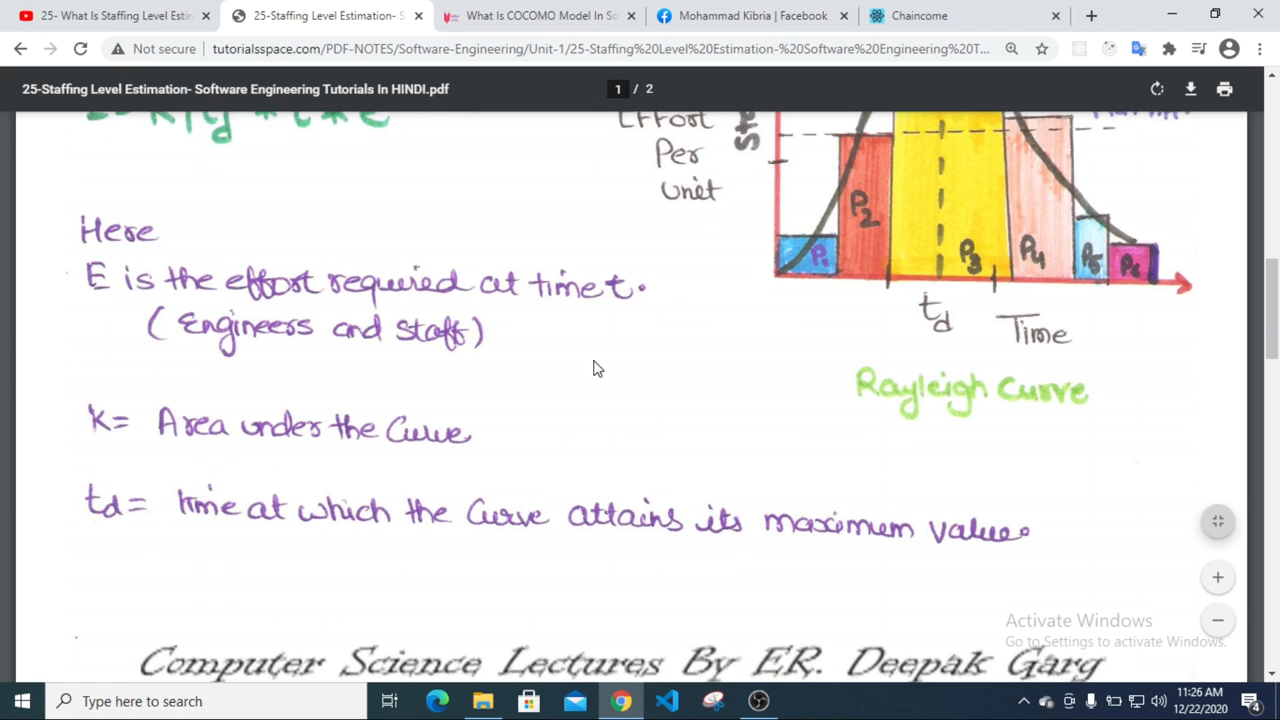 25- What Is Staffing Level Estim
25-Staffing Level Estimation- S
What Is COCOMO Model In So
Mohammad Kibria | Facebook
Chaincome
Not secure
tutorialsspace.com/PDF-NOTES/Software-Engineering/Unit-1/25-Staffing%20Level%20Estimation-%20Software%20Engineering%20T...
25-Staffing Level Estimation- Software Engineering Tutorials In HINDI.pdf
1 / 2
Effort
Per
unit
Here
E is the effort required at time t.
(Engineers and staff)
K= Area under the Curve
td= time at which the Curve attains its maximum value.
P1
P2
P3
P4
P5
P6
td
Time
Rayleigh Curve
Activate Windows
Go to Settings to activate Windows.
Computer Science Lectures By ER. Deepak Garg
Type here to search
11:26 AM
12/22/2020
4